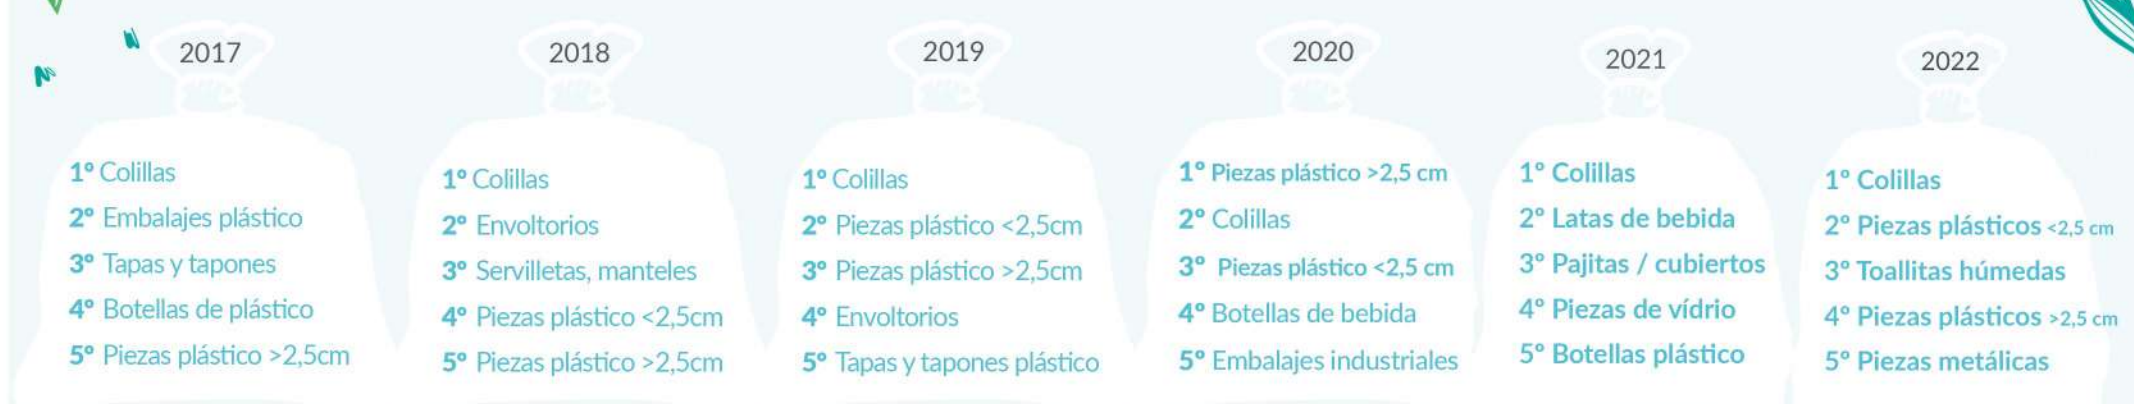 2017
1º Colillas
2º Embalajes plástico
3º Tapas y tapones
4º Botellas de plástico
5º Piezas plástico >2,5cm
2018
1º Colillas
2º Envoltorios
3º Servilletas, manteles
4º Piezas plástico <2,5cm
5º Piezas plástico >2,5cm
2019
1º Colillas
2º Piezas plástico <2,5cm
3º Piezas plástico >2,5cm
4º Envoltorios
5º Tapas y tapones plástico
2020
1º Piezas plástico >2,5 cm
2º Colillas
3º Piezas plástico <2,5 cm
4º Botellas de bebida
5º Embalajes industriales
2021
1º Colillas
2º Latas de bebida
3º Pajitas / cubiertos
4º Piezas de vídrio
5º Botellas plástico
2022
1º Colillas
2º Piezas plásticos <2,5 cm
3º Toallitas húmedas
4º Piezas plásticos >2,5 cm
5º Piezas metálicas